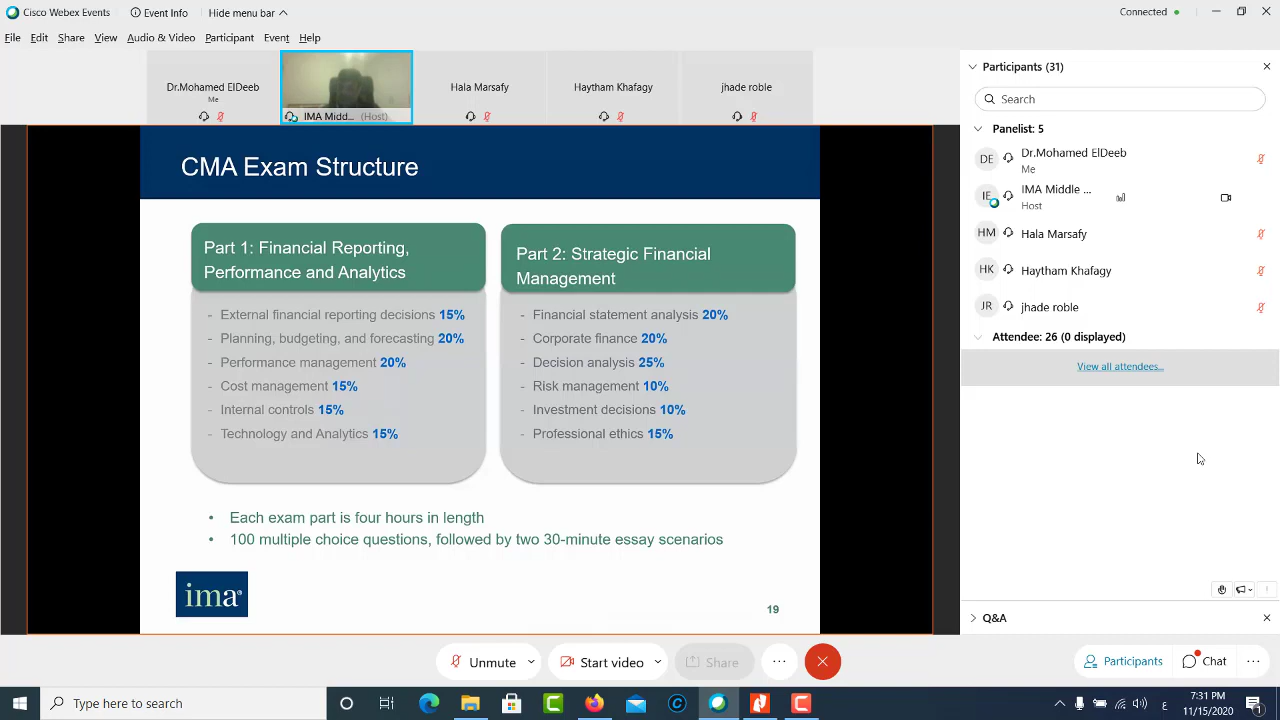 Cisco Webex Events
Event Info
Hide menu
Connected
File Edit Share View Audio & Video Participant Event Help
Dr.Mohamed ElDeeb
Me
IMA Midd... (Host)
Hala Marsafy
Haytham Khafagy
jhade roble
CMA Exam Structure
Part 1: Financial Reporting,
Performance and Analytics
- External financial reporting decisions 15%
- Planning, budgeting, and forecasting 20%
- Performance management 20%
- Cost management 15%
- Internal controls 15%
- Technology and Analytics 15%
Part 2: Strategic Financial
Management
- Financial statement analysis 20%
- Corporate finance 20%
- Decision analysis 25%
- Risk management 10%
- Investment decisions 10%
- Professional ethics 15%
• Each exam part is four hours in length
• 100 multiple choice questions, followed by two 30-minute essay scenarios
ima®
19
Participants (31)
Search
Panelist: 5
DE Dr.Mohamed ElDeeb
Me
IE IMA Middle ...
Host
HM Hala Marsafy
HK Haytham Khafagy
JR jhade roble
Attendee: 26 (0 displayed)
View all attendees...
Q&A
Unmute
Start video
Share
Participants
Chat
Type here to search
7:31 PM
11/15/2020